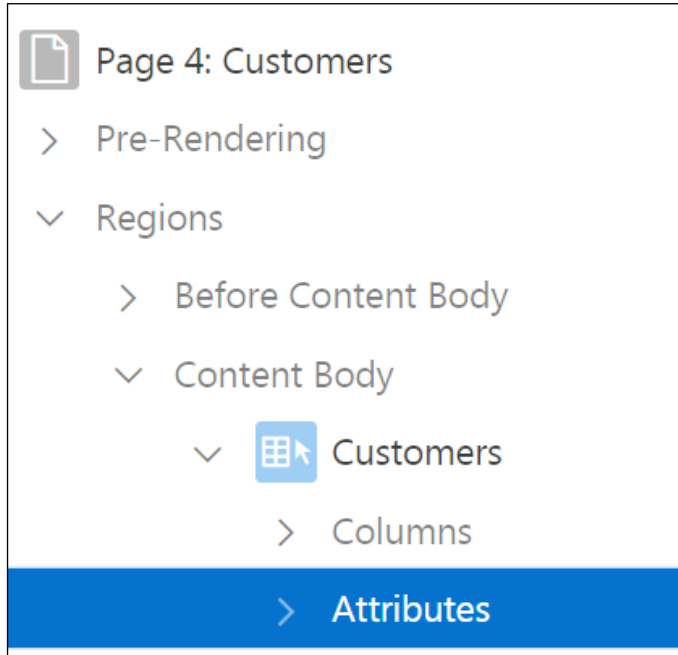 Page 4: Customers
Pre-Rendering
Regions
Before Content Body
Content Body
Customers
Columns
Attributes